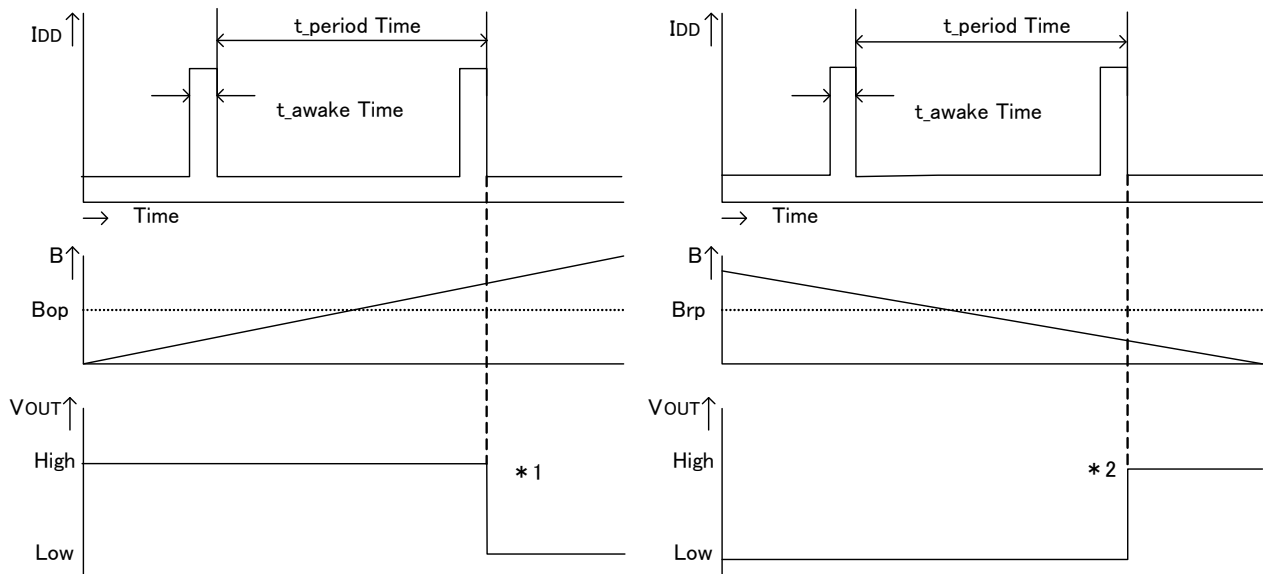 IDD
t_period Time
t_awake Time
Time
B
Bop
VOUT
High
*1
Low
IDD
t_period Time
t_awake Time
Time
B
Brp
VOUT
High
*2
Low